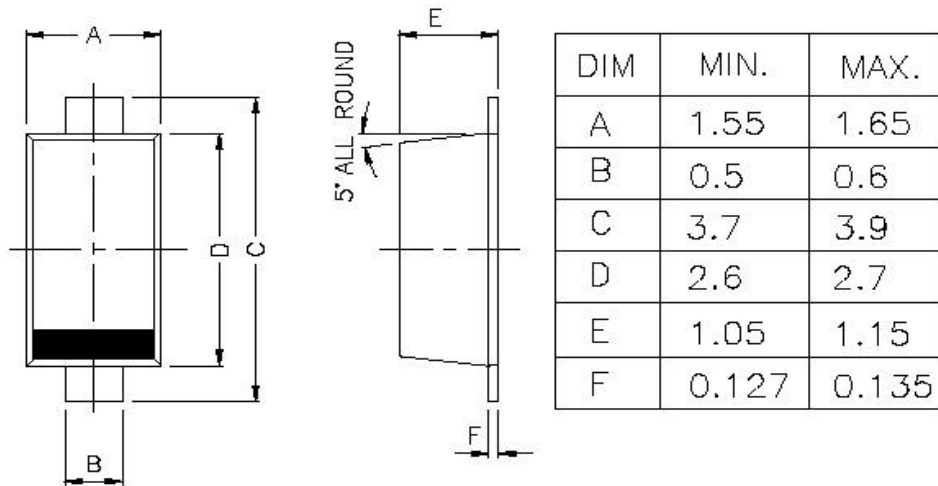 A
E
5° ALL ROUND
D
C
F
B
DIM MIN. MAX.
A 1.55 1.65
B 0.5 0.6
C 3.7 3.9
D 2.6 2.7
E 1.05 1.15
F 0.127 0.135